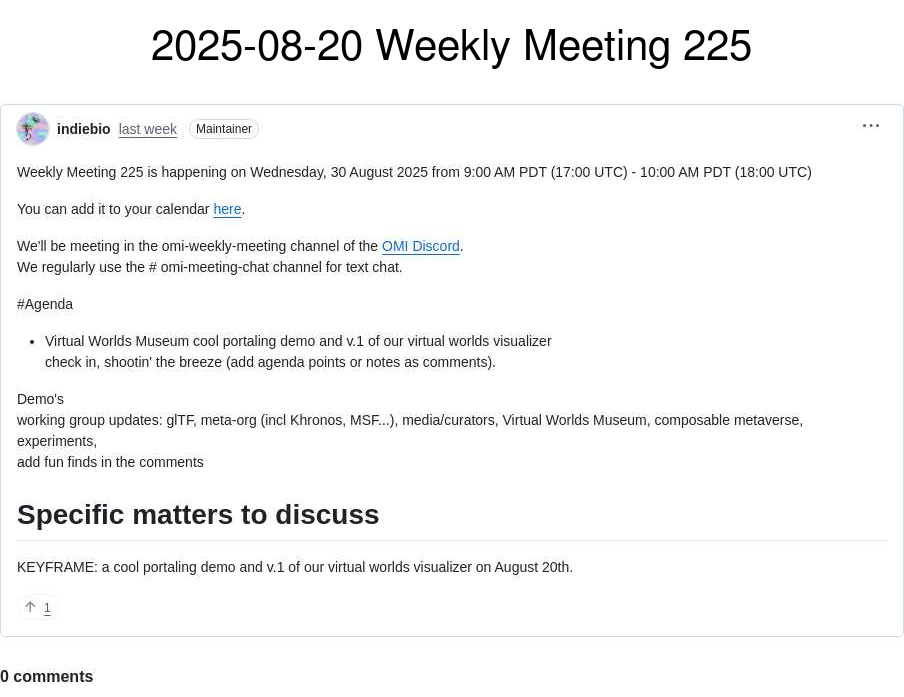 2025-08-20 Weekly Meeting 225
indiebio last week Maintainer
Weekly Meeting 225 is happening on Wednesday, 30 August 2025 from 9:00 AM PDT (17:00 UTC) - 10:00 AM PDT (18:00 UTC)
You can add it to your calendar here.
We'll be meeting in the omi-weekly-meeting channel of the OMI Discord.
We regularly use the # omi-meeting-chat channel for text chat.
#Agenda
• Virtual Worlds Museum cool portaling demo and v.1 of our virtual worlds visualizer
check in, shootin' the breeze (add agenda points or notes as comments).
Demo's
working group updates: glTF, meta-org (incl Khronos, MSF...), media/curators, Virtual Worlds Museum, composable metaverse,
experiments,
add fun finds in the comments
Specific matters to discuss
KEYFRAME: a cool portaling demo and v.1 of our virtual worlds visualizer on August 20th.
↑ 1
0 comments